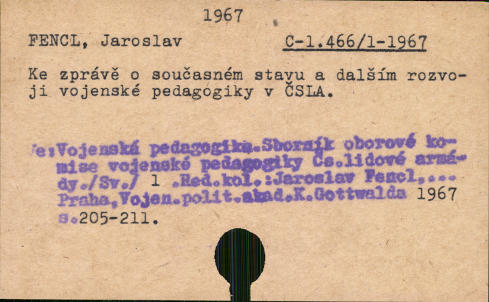 1967
FENCL, Jaroslav C-1.466/1-1967
Ke zprávě o současném stavu a dalším rozvo-
ji vojenské pedagogiky v ČSLA.
Ve:Vojenská pedagogika.Sborník oborové ko-
mise vojenské pedagogiky Čs.lidové armá-
dy./Sv./ 1 .Red.kol.:Jaroslav Fencl,...
Praha,Vojen.polit.akad.K.Gottwalda 1967
s.205-211.